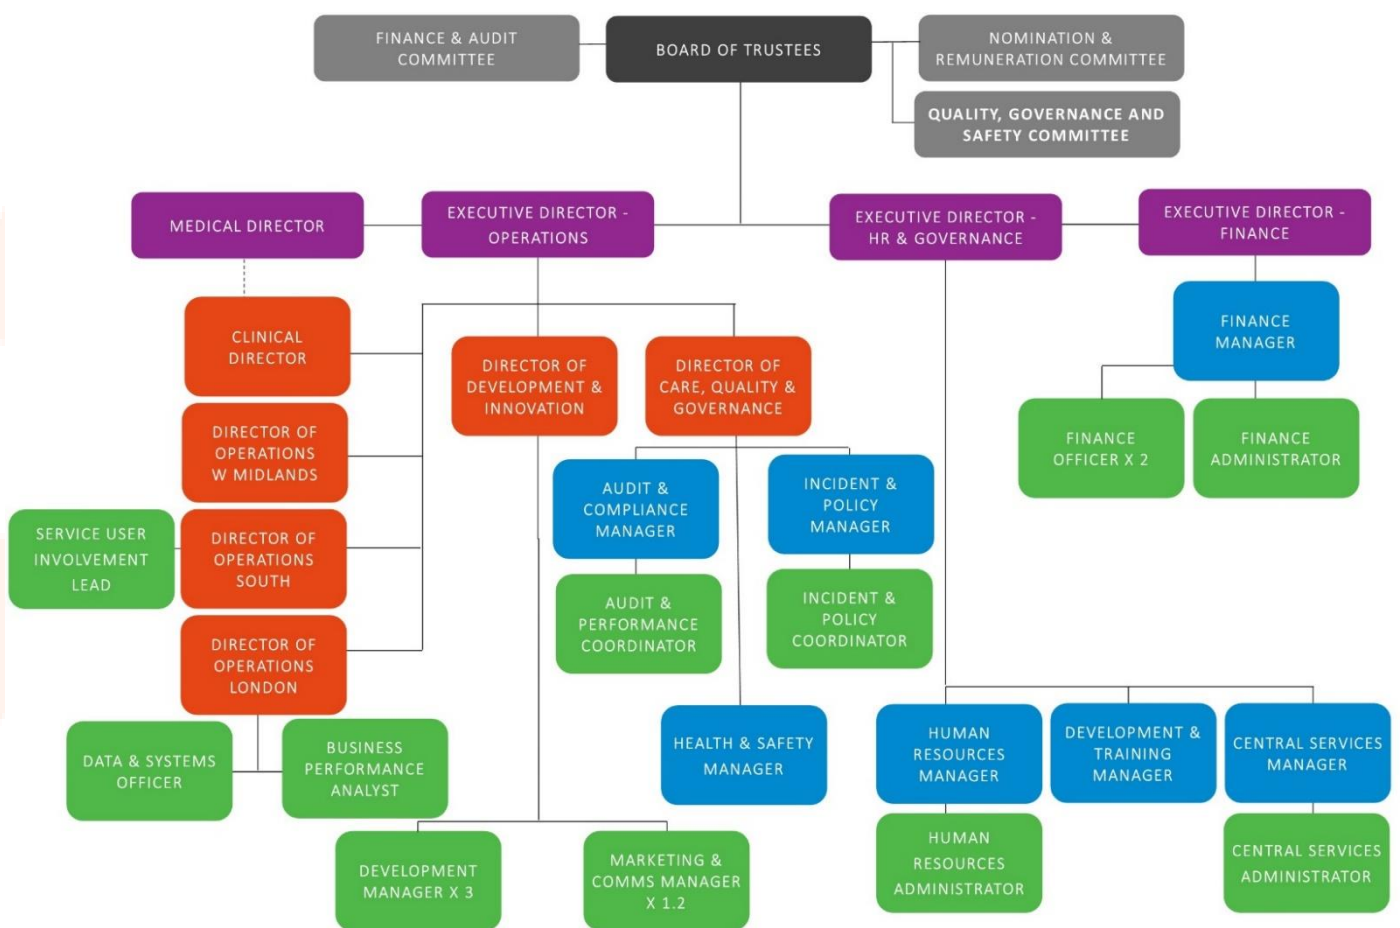 FINANCE & AUDIT
COMMITTEE
BOARD OF TRUSTEES
NOMINATION &
REMUNERATION COMMITTEE
QUALITY, GOVERNANCE AND
SAFETY COMMITTEE
MEDICAL DIRECTOR
EXECUTIVE DIRECTOR -
OPERATIONS
EXECUTIVE DIRECTOR -
HR & GOVERNANCE
EXECUTIVE DIRECTOR -
FINANCE
CLINICAL
DIRECTOR
DIRECTOR OF
DEVELOPMENT &
INNOVATION
DIRECTOR OF
CARE, QUALITY &
GOVERNANCE
FINANCE
MANAGER
DIRECTOR OF
OPERATIONS
W MIDLANDS
FINANCE
OFFICER X 2
FINANCE
ADMINISTRATOR
AUDIT &
COMPLIANCE
MANAGER
INCIDENT &
POLICY
MANAGER
SERVICE USER
INVOLVEMENT
LEAD
DIRECTOR OF
OPERATIONS
SOUTH
AUDIT &
PERFORMANCE
COORDINATOR
INCIDENT &
POLICY
COORDINATOR
DIRECTOR OF
OPERATIONS
LONDON
DATA & SYSTEMS
OFFICER
BUSINESS
PERFORMANCE
ANALYST
HEALTH & SAFETY
MANAGER
HUMAN
RESOURCES
MANAGER
DEVELOPMENT &
TRAINING
MANAGER
CENTRAL SERVICES
MANAGER
DEVELOPMENT
MANAGER X 3
MARKETING &
COMMS MANAGER
X 1.2
HUMAN
RESOURCES
ADMINISTRATOR
CENTRAL SERVICES
ADMINISTRATOR